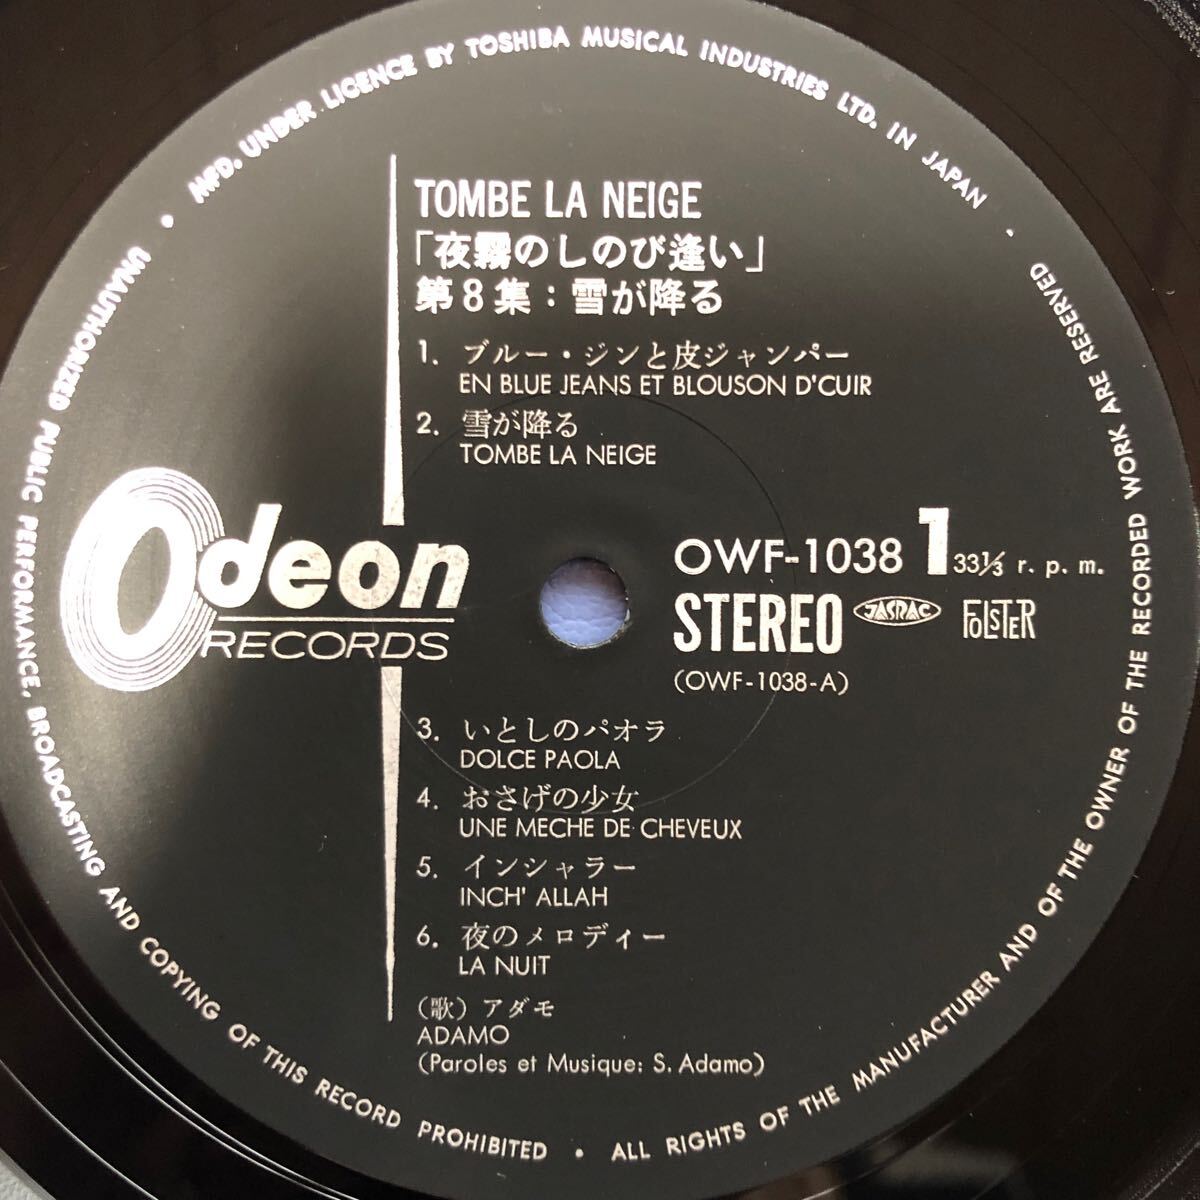 MFD. UNDER LICENCE BY TOSHIBA MUSICAL INDUSTRIES LTD. IN JAPAN
TOMBE LA NEIGE
「夜霧のしのび逢い」
第8集：雪が降る
1. ブルー・ジンと皮ジャンパー
EN BLUE JEANS ET BLOUSON D'CUIR
2. 雪が降る
TOMBE LA NEIGE
Odeon
RECORDS
OWF-1038 1 33⅓ r. p. m.
STEREO JASRAC FOLSTER
(OWF-1038-A)
3. いとしのパオラ
DOLCE PAOLA
4. おさげの少女
UNE MECHE DE CHEVEUX
5. インシャラー
INCH' ALLAH
6. 夜のメロディー
LA NUIT
（歌）アダモ
ADAMO
(Paroles et Musique: S. Adamo)
UNAUTHORIZED PUBLIC PERFORMANCE, BROADCASTING AND COPYING OF THIS RECORD PROHIBITED • ALL RIGHTS OF THE MANUFACTURER AND OF THE OWNER OF THE RECORDED WORK ARE RESERVED